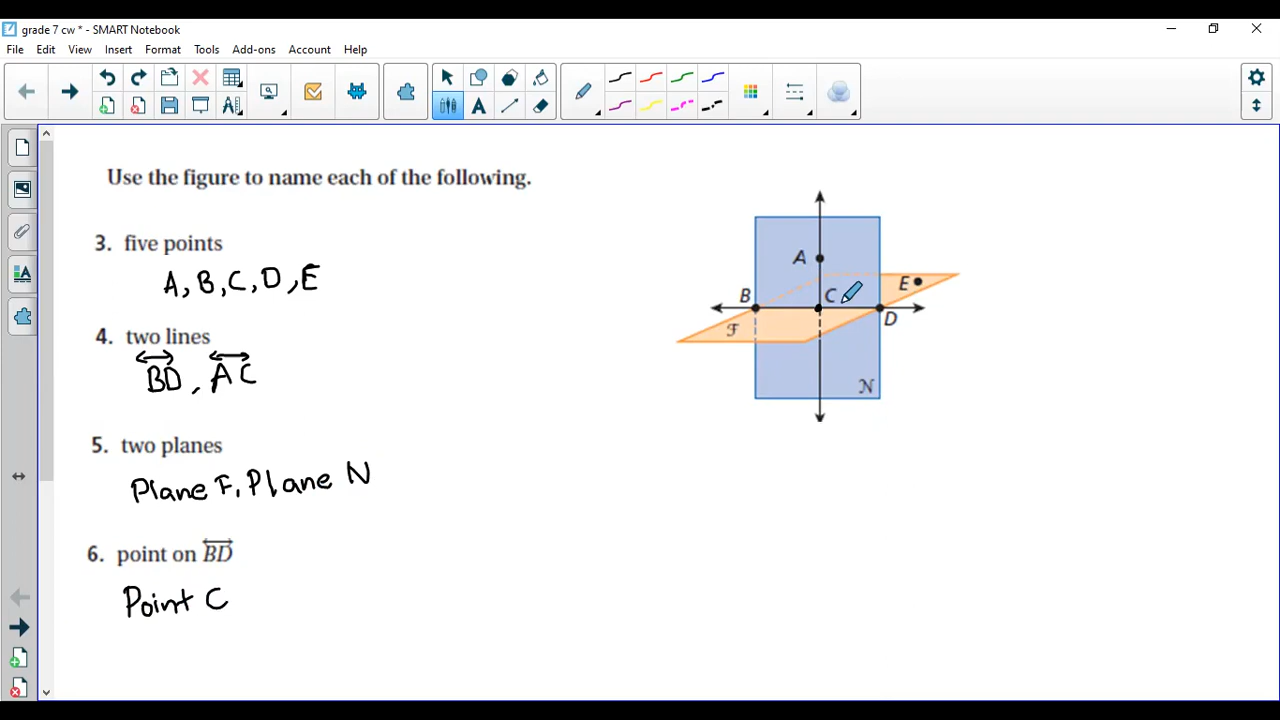 grade 7 cw * - SMART Notebook
File Edit View Insert Format Tools Add-ons Account Help
Use the figure to name each of the following.
3. five points
A, B, C, D, E
4. two lines
BD, AC
5. two planes
Plane F, Plane N
6. point on BD
Point C
A
E
B
C
D
F
N